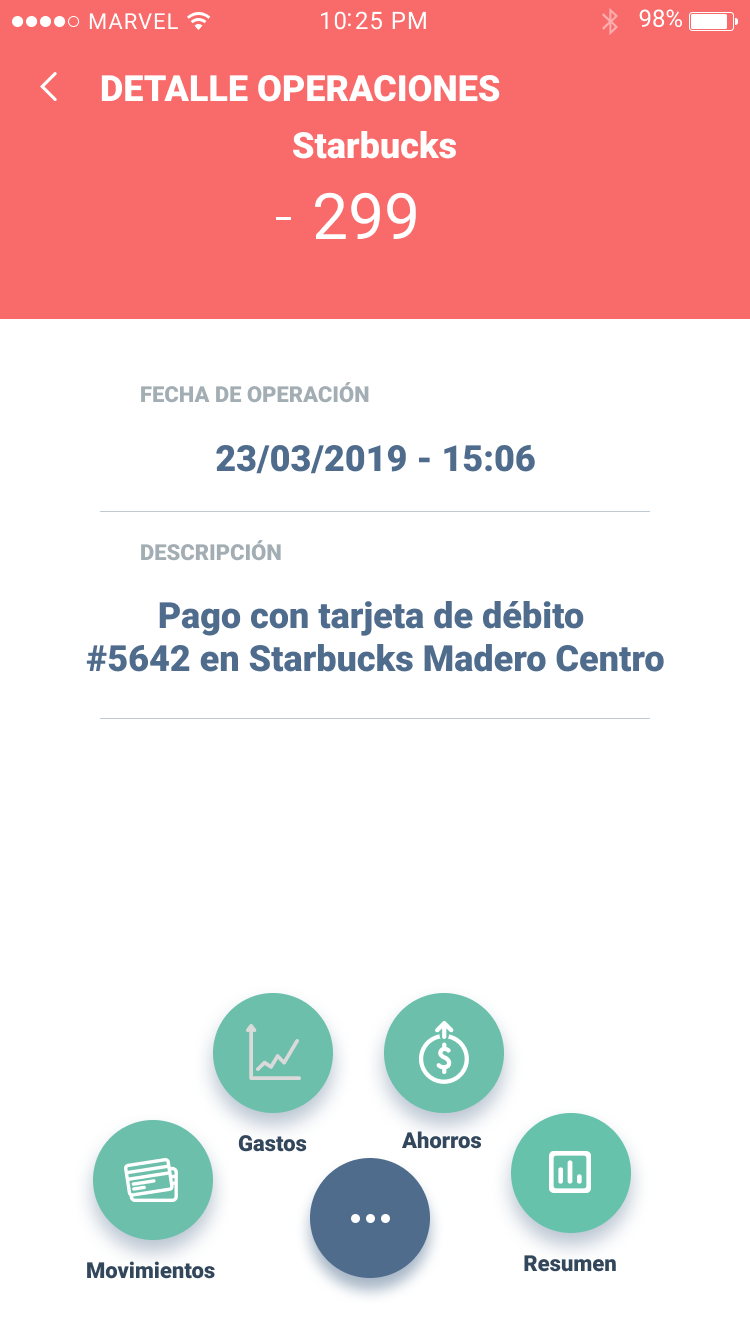 MARVEL 10:25 PM 98%
DETALLE OPERACIONES
Starbucks
- 299
FECHA DE OPERACIÓN
23/03/2019 - 15:06
DESCRIPCIÓN
Pago con tarjeta de débito
#5642 en Starbucks Madero Centro
$
Gastos
Ahorros
Movimientos
Resumen